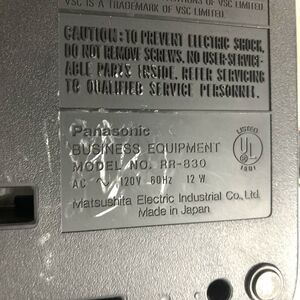 VSC IS A TRADEMARK OF VSC LIMITED
CAUTION: TO PREVENT ELECTRIC SHOCK,
DO NOT REMOVE SCREWS. NO USER-SERVICE-
ABLE PARTS INSIDE. REFER SERVICING
TO QUALIFIED SERVICE PERSONNEL.
Panasonic
BUSINESS EQUIPMENT
MODEL NO. RR-830
AC ~ 120V 60Hz 12 W
Matsushita Electric Industrial Co., Ltd.
Made in Japan
LISTED
UL